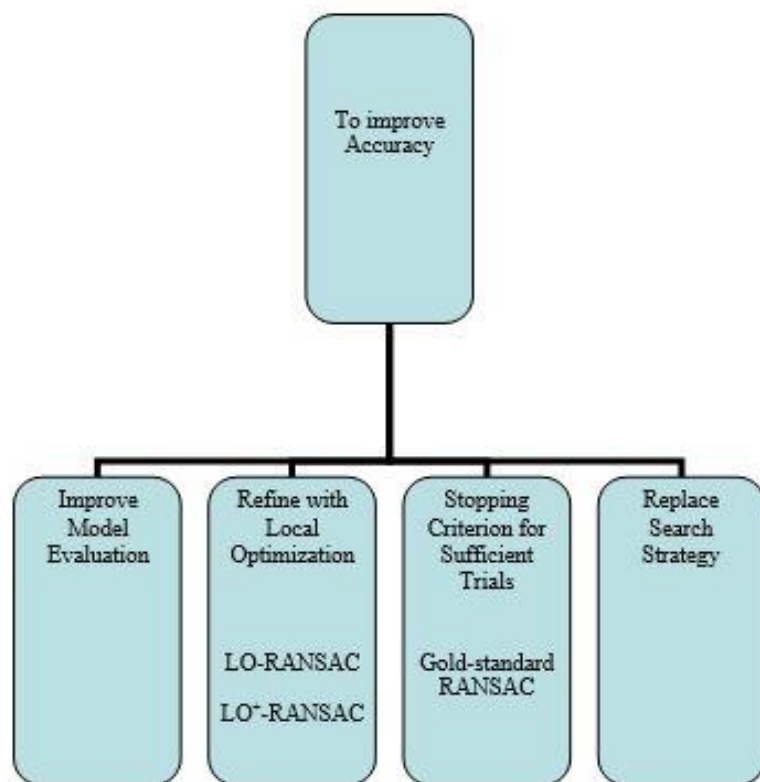 To improve
Accuracy
Improve
Model
Evaluation
Refine with
Local
Optimization
LO-RANSAC
LO⁺-RANSAC
Stopping
Criterion for
Sufficient
Trials
Gold-standard
RANSAC
Replace
Search
Strategy